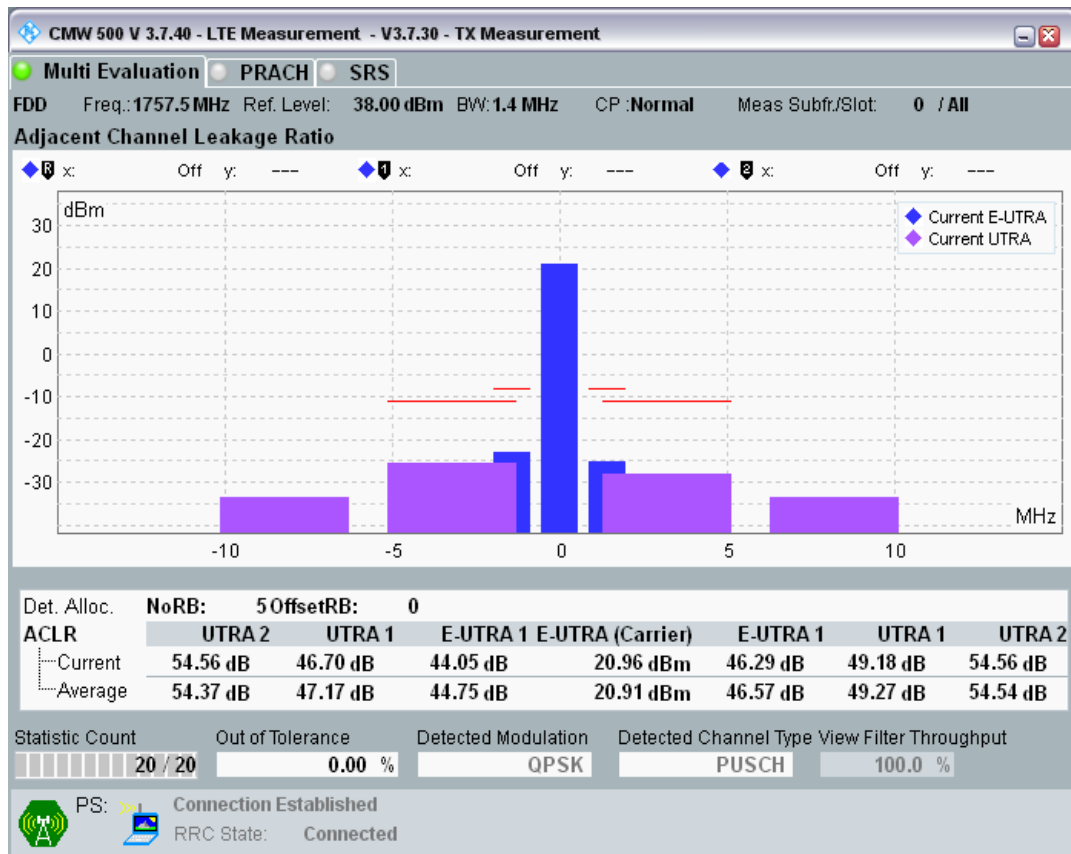 CMW 500 V 3.7.40 - LTE Measurement - V3.7.30 - TX Measurement
Multi Evaluation PRACH SRS
FDD Freq.: 1757.5 MHz Ref. Level: 38.00 dBm BW: 1.4 MHz CP :Normal Meas Subfr./Slot: 0 / All
Adjacent Channel Leakage Ratio
R x: Off y: --- 1 x: Off y: --- 2 x: Off y: ---
dBm
Current E-UTRA
Current UTRA
30
20
10
0
-10
-20
-30
MHz
-10 -5 0 5 10
Det. Alloc. NoRB: 5 OffsetRB: 0
ACLR UTRA 2 UTRA 1 E-UTRA 1 E-UTRA (Carrier) E-UTRA 1 UTRA 1 UTRA 2
Current 54.56 dB 46.70 dB 44.05 dB 20.96 dBm 46.29 dB 49.18 dB 54.56 dB
Average 54.37 dB 47.17 dB 44.75 dB 20.91 dBm 46.57 dB 49.27 dB 54.54 dB
Statistic Count Out of Tolerance Detected Modulation Detected Channel Type View Filter Throughput
20 / 20 0.00 % QPSK PUSCH 100.0 %
PS: Connection Established
RRC State: Connected